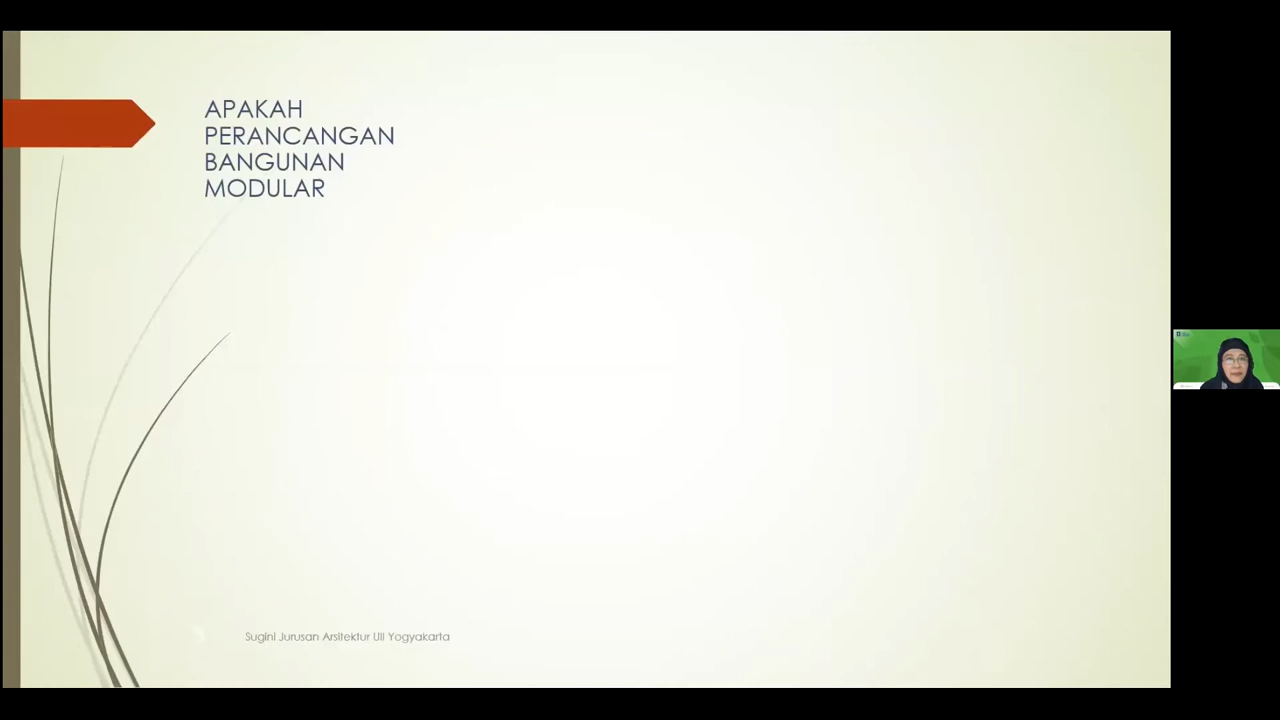 APAKAH
PERANCANGAN
BANGUNAN
MODULAR
Sugini Jurusan Arsitektur UII Yogyakarta